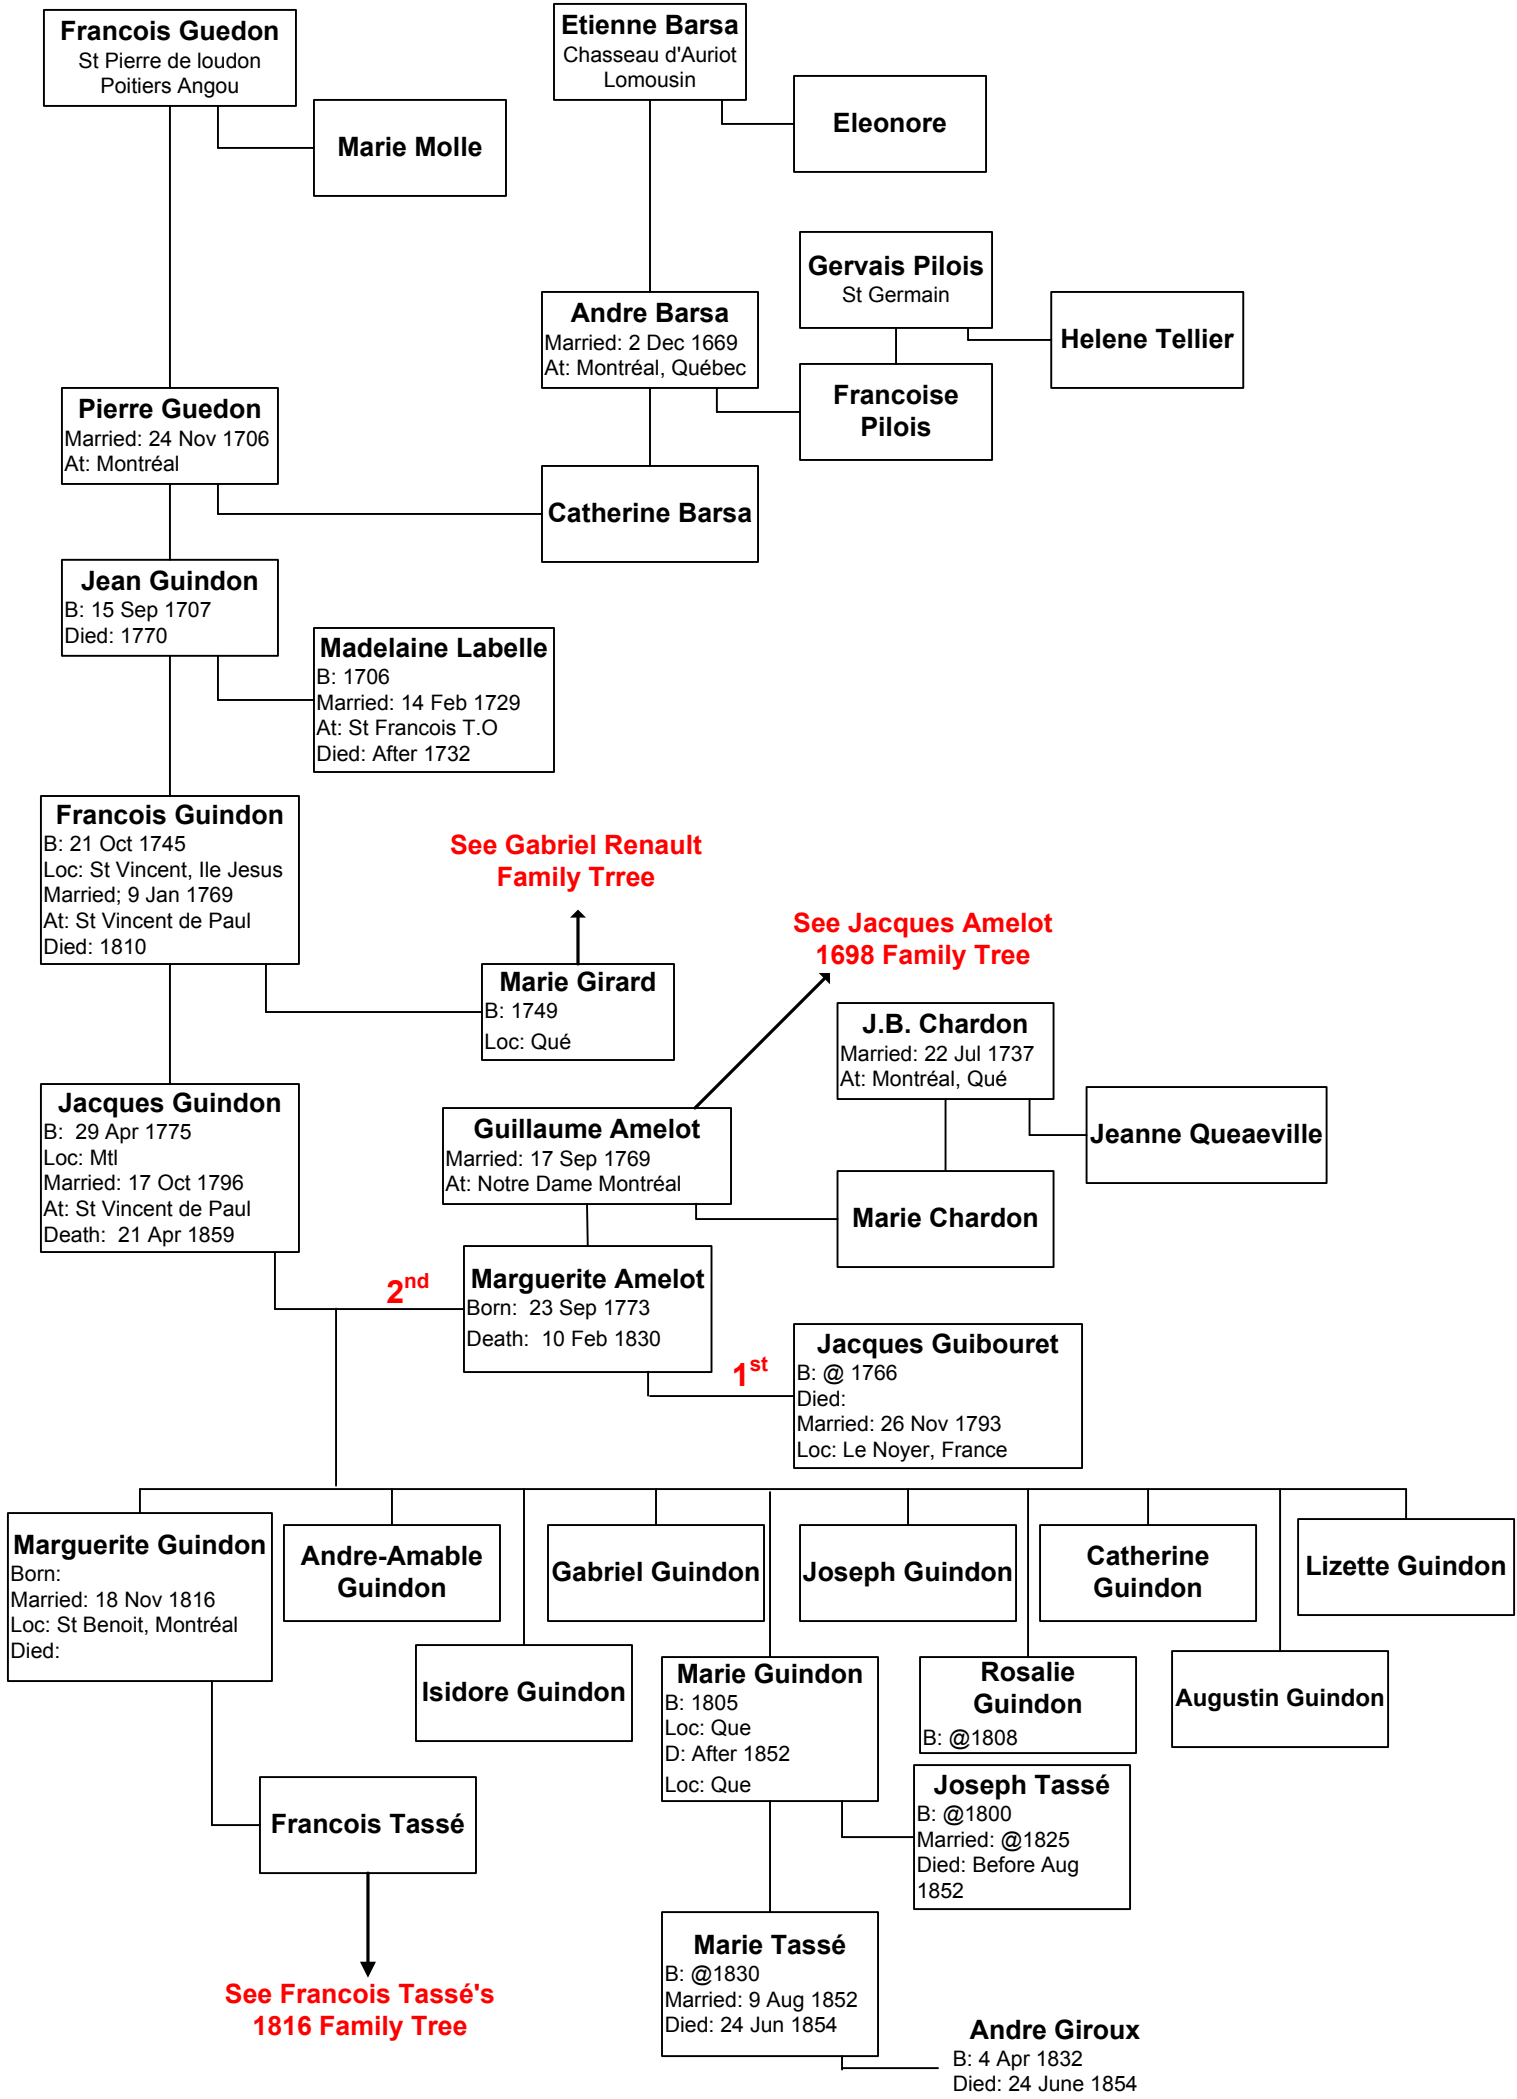 Francois Guedon
St Pierre de loudon
Poitiers Angou
Etienne Barsa
Chasseau d'Auriot
Lomousin
Marie Molle
Eleonore
Gervais Pilois
St Germain
Helene Tellier
Andre Barsa
Married: 2 Dec 1669
At: Montréal, Québec
Francoise
Pilois
Pierre Guedon
Married: 24 Nov 1706
At: Montréal
Catherine Barsa
Jean Guindon
B: 15 Sep 1707
Died: 1770
Madelaine Labelle
B: 1706
Married: 14 Feb 1729
At: St Francois T.O
Died: After 1732
Francois Guindon
B: 21 Oct 1745
Loc: St Vincent, Ile Jesus
Married; 9 Jan 1769
At: St Vincent de Paul
Died: 1810
See Gabriel Renault
Family Trree
See Jacques Amelot
1698 Family Tree
Marie Girard
B: 1749
Loc: Qué
J.B. Chardon
Married: 22 Jul 1737
At: Montréal, Qué
Jeanne Queaeville
Jacques Guindon
B:  29 Apr 1775
Loc: Mtl
Married: 17 Oct 1796
At: St Vincent de Paul
Death:  21 Apr 1859
Guillaume Amelot
Married: 17 Sep 1769
At: Notre Dame Montréal
Marie Chardon
2nd
Marguerite Amelot
Born:  23 Sep 1773
Death:  10 Feb 1830
1st
Jacques Guibouret
B: @ 1766
Died:
Married: 26 Nov 1793
Loc: Le Noyer, France
Marguerite Guindon
Born:
Married: 18 Nov 1816
Loc: St Benoit, Montréal
Died:
Andre-Amable
Guindon
Gabriel Guindon
Joseph Guindon
Catherine
Guindon
Lizette Guindon
Isidore Guindon
Marie Guindon
B: 1805
Loc: Que
D: After 1852
Loc: Que
Rosalie
Guindon
B: @1808
Augustin Guindon
Francois Tassé
Joseph Tassé
B: @1800
Married: @1825
Died: Before Aug
1852
See Francois Tassé's
1816 Family Tree
Marie Tassé
B: @1830
Married: 9 Aug 1852
Died: 24 Jun 1854
Andre Giroux
B: 4 Apr 1832
Died: 24 June 1854